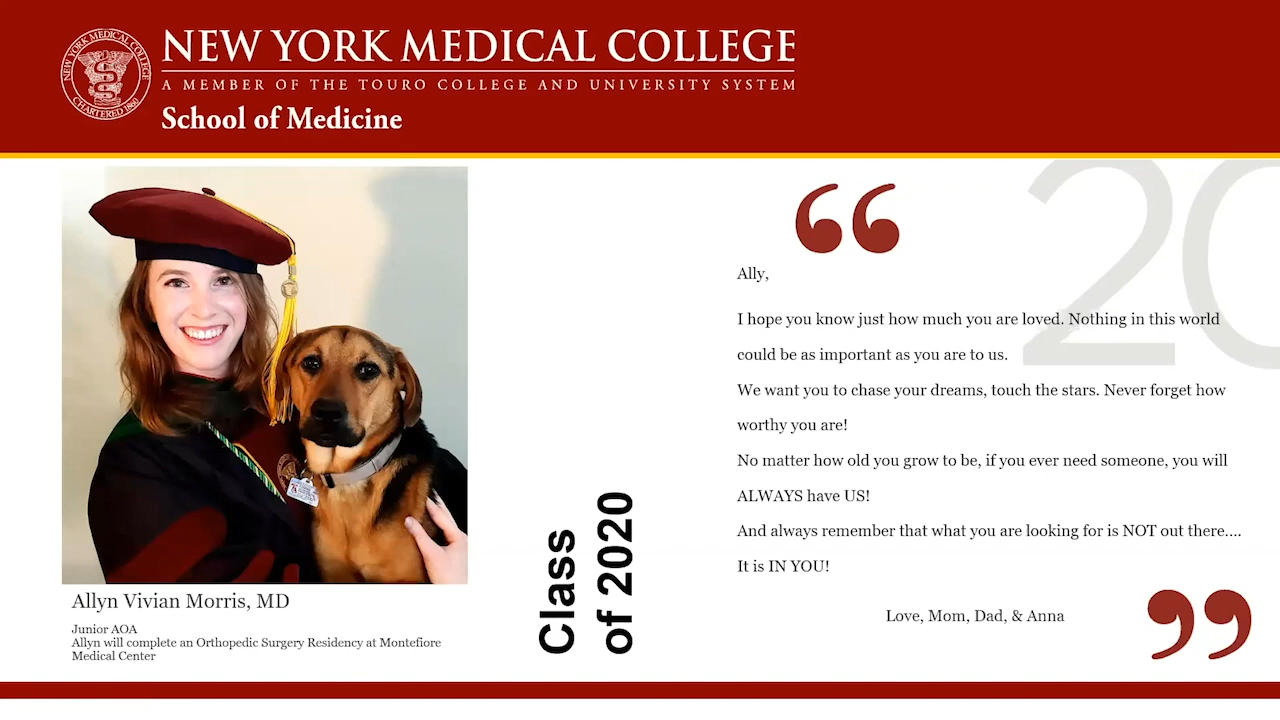 NEW YORK MEDICAL COLLEGE
A MEMBER OF THE TOURO COLLEGE AND UNIVERSITY SYSTEM
School of Medicine
NEW YORK MEDICAL COLLEGE
CHARTERED 1860
Allyn Vivian Morris, MD
Junior AOA
Allyn will complete an Orthopedic Surgery Residency at Montefiore
Medical Center
Class
of 2020
20
“
Ally,
I hope you know just how much you are loved. Nothing in this world
could be as important as you are to us.
We want you to chase your dreams, touch the stars. Never forget how
worthy you are!
No matter how old you grow to be, if you ever need someone, you will
ALWAYS have US!
And always remember that what you are looking for is NOT out there....
It is IN YOU!
Love, Mom, Dad, & Anna
”